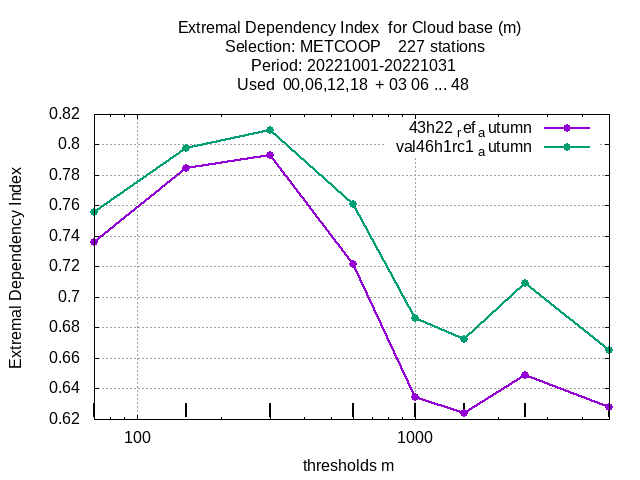 Extremal Dependency Index for Cloud base (m)
Selection: METCOOP 227 stations
Period: 20221001-20221031
Used 00,06,12,18 + 03 06 ... 48
43h22 ref autumn
val46h1rc1 autumn
0.82
0.8
0.78
0.76
0.74
0.72
0.7
0.68
0.66
0.64
0.62
Extremal Dependency Index
100
1000
thresholds m